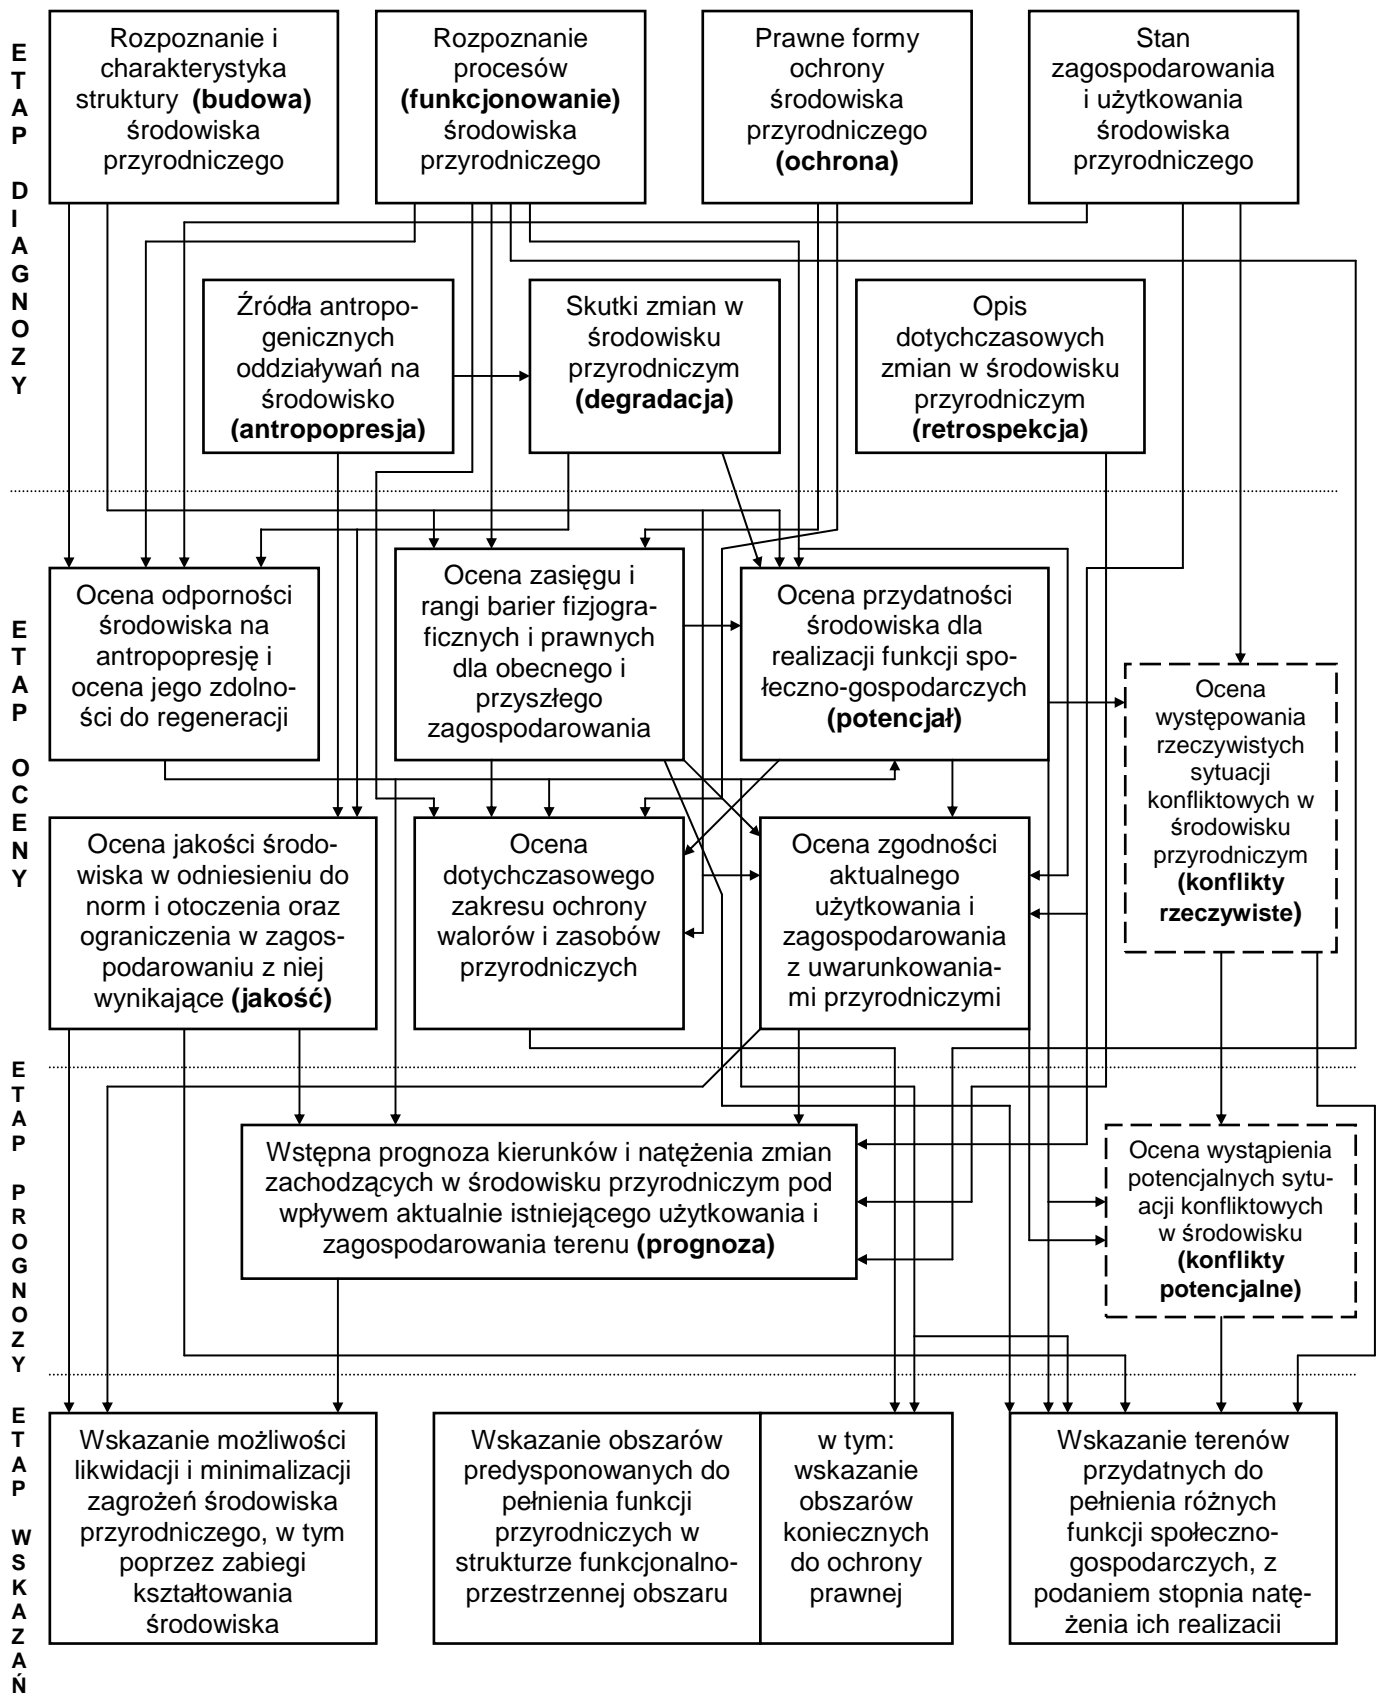 ETAP DIAGNOZY
Rozpoznanie i
charakterystyka
struktury (budowa)
środowiska
przyrodniczego
Rozpoznanie
procesów
(funkcjonowanie)
środowiska
przyrodniczego
Prawne formy
ochrony
środowiska
przyrodniczego
(ochrona)
Stan
zagospodarowania
i użytkowania
środowiska
przyrodniczego
Źródła antropo-
genicznych
oddziaływań na
środowisko
(antropopresja)
Skutki zmian w
środowisku
przyrodniczym
(degradacja)
Opis
dotychczasowych
zmian w środowisku
przyrodniczym
(retrospekcja)
ETAP OCENY
Ocena odporności
środowiska na
antropopresję i
ocena jego zdolno-
ści do regeneracji
Ocena zasięgu i
rangi barier fizjogra-
ficznych i prawnych
dla obecnego i
przyszłego
zagospodarowania
Ocena przydatności
środowiska dla
realizacji funkcji spo-
łeczno-gospodarczych
(potencjał)
Ocena
występowania
rzeczywistych
sytuacji
konfliktowych w
środowisku
przyrodniczym
(konflikty
rzeczywiste)
Ocena jakości środo-
wiska w odniesieniu do
norm i otoczenia oraz
ograniczenia w zagos-
podarowaniu z niej
wynikające (jakość)
Ocena
dotychczasowego
zakresu ochrony
walorów i zasobów
przyrodniczych
Ocena zgodności
aktualnego
użytkowania i
zagospodarowania
z uwarunkowania-
mi przyrodniczymi
ETAP PROGNOZY
Wstępna prognoza kierunków i natężenia zmian
zachodzących w środowisku przyrodniczym pod
wpływem aktualnie istniejącego użytkowania i
zagospodarowania terenu (prognoza)
Ocena wystąpienia
potencjalnych sytu-
acji konfliktowych
w środowisku
(konflikty
potencjalne)
ETAP WSKAZAŃ
Wskazanie możliwości
likwidacji i minimalizacji
zagrożeń środowiska
przyrodniczego, w tym
poprzez zabiegi
kształtowania
środowiska
Wskazanie obszarów
predysponowanych do
pełnienia funkcji
przyrodniczych w
strukturze funkcjonalno-
przestrzennej obszaru
w tym:
wskazanie
obszarów
koniecznych
do ochrony
prawnej
Wskazanie terenów
przydatnych do
pełnienia różnych
funkcji społeczno-
gospodarczych, z
podaniem stopnia natę-
żenia ich realizacii